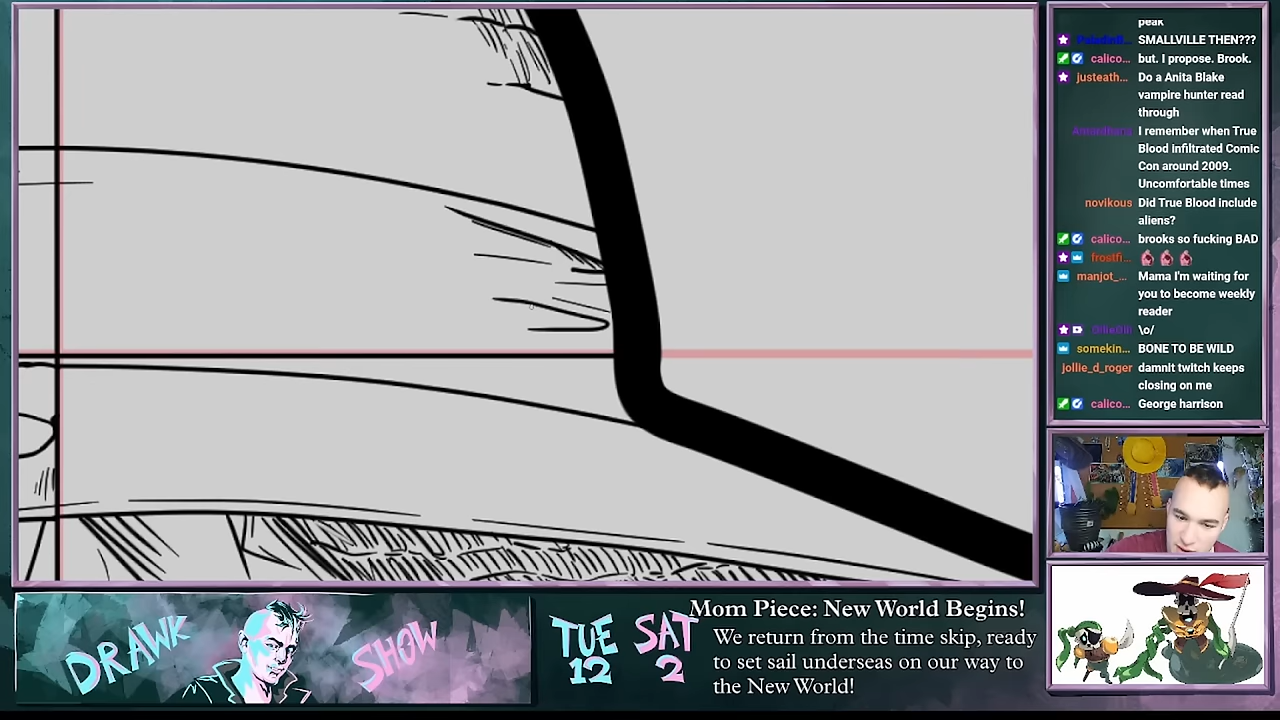 peak
SMALLVILLE THEN???
calico... but. I propose. Brook.
justeath... Do a Anita Blake
vampire hunter read
through
I remember when True
Blood infiltrated Comic
Con around 2009.
Uncomfortable times
novikous Did True Blood include
aliens?
calico... brooks so fucking BAD
frostfi...
manjot_... Mama I'm waiting for
you to become weekly
reader
\o/
somekin... BONE TO BE WILD
jollie_d_roger damnit twitch keeps
closing on me
calico... George harrison
DRAWK SHOW
TUE SAT
12 2
Mom Piece: New World Begins!
We return from the time skip, ready
to set sail underseas on our way to
the New World!